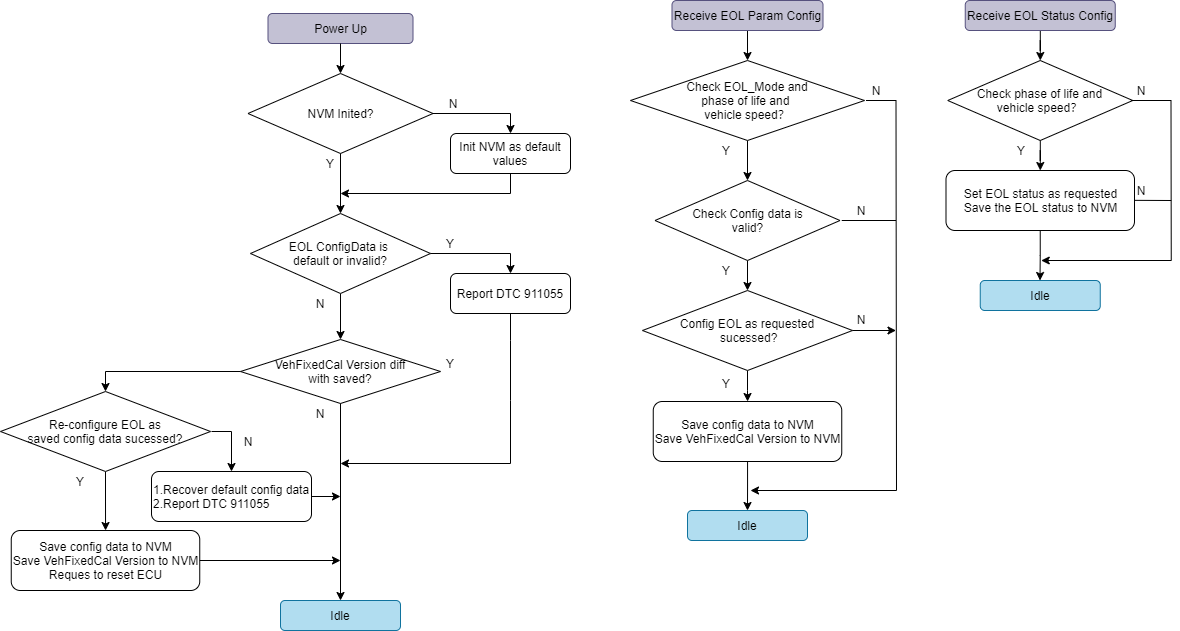 Power Up
NVM Inited?
N
Init NVM as default
values
Y
EOL ConfigData is
default or invalid?
Y
Report DTC 911055
N
VehFixedCal Version diff
with saved?
Y
N
Re-configure EOL as
saved config data sucessed?
N
Y
1.Recover default config data
2.Report DTC 911055
Save config data to NVM
Save VehFixedCal Version to NVM
Reques to reset ECU
Idle
Receive EOL Param Config
Check EOL_Mode and
phase of life and
vehicle speed?
N
Y
Check Config data is
valid?
N
Y
Config EOL as requested
sucessed?
N
Y
Save config data to NVM
Save VehFixedCal Version to NVM
Idle
Receive EOL Status Config
Check phase of life and
vehicle speed?
N
Y
Set EOL status as requested
Save the EOL status to NVM
N
Idle